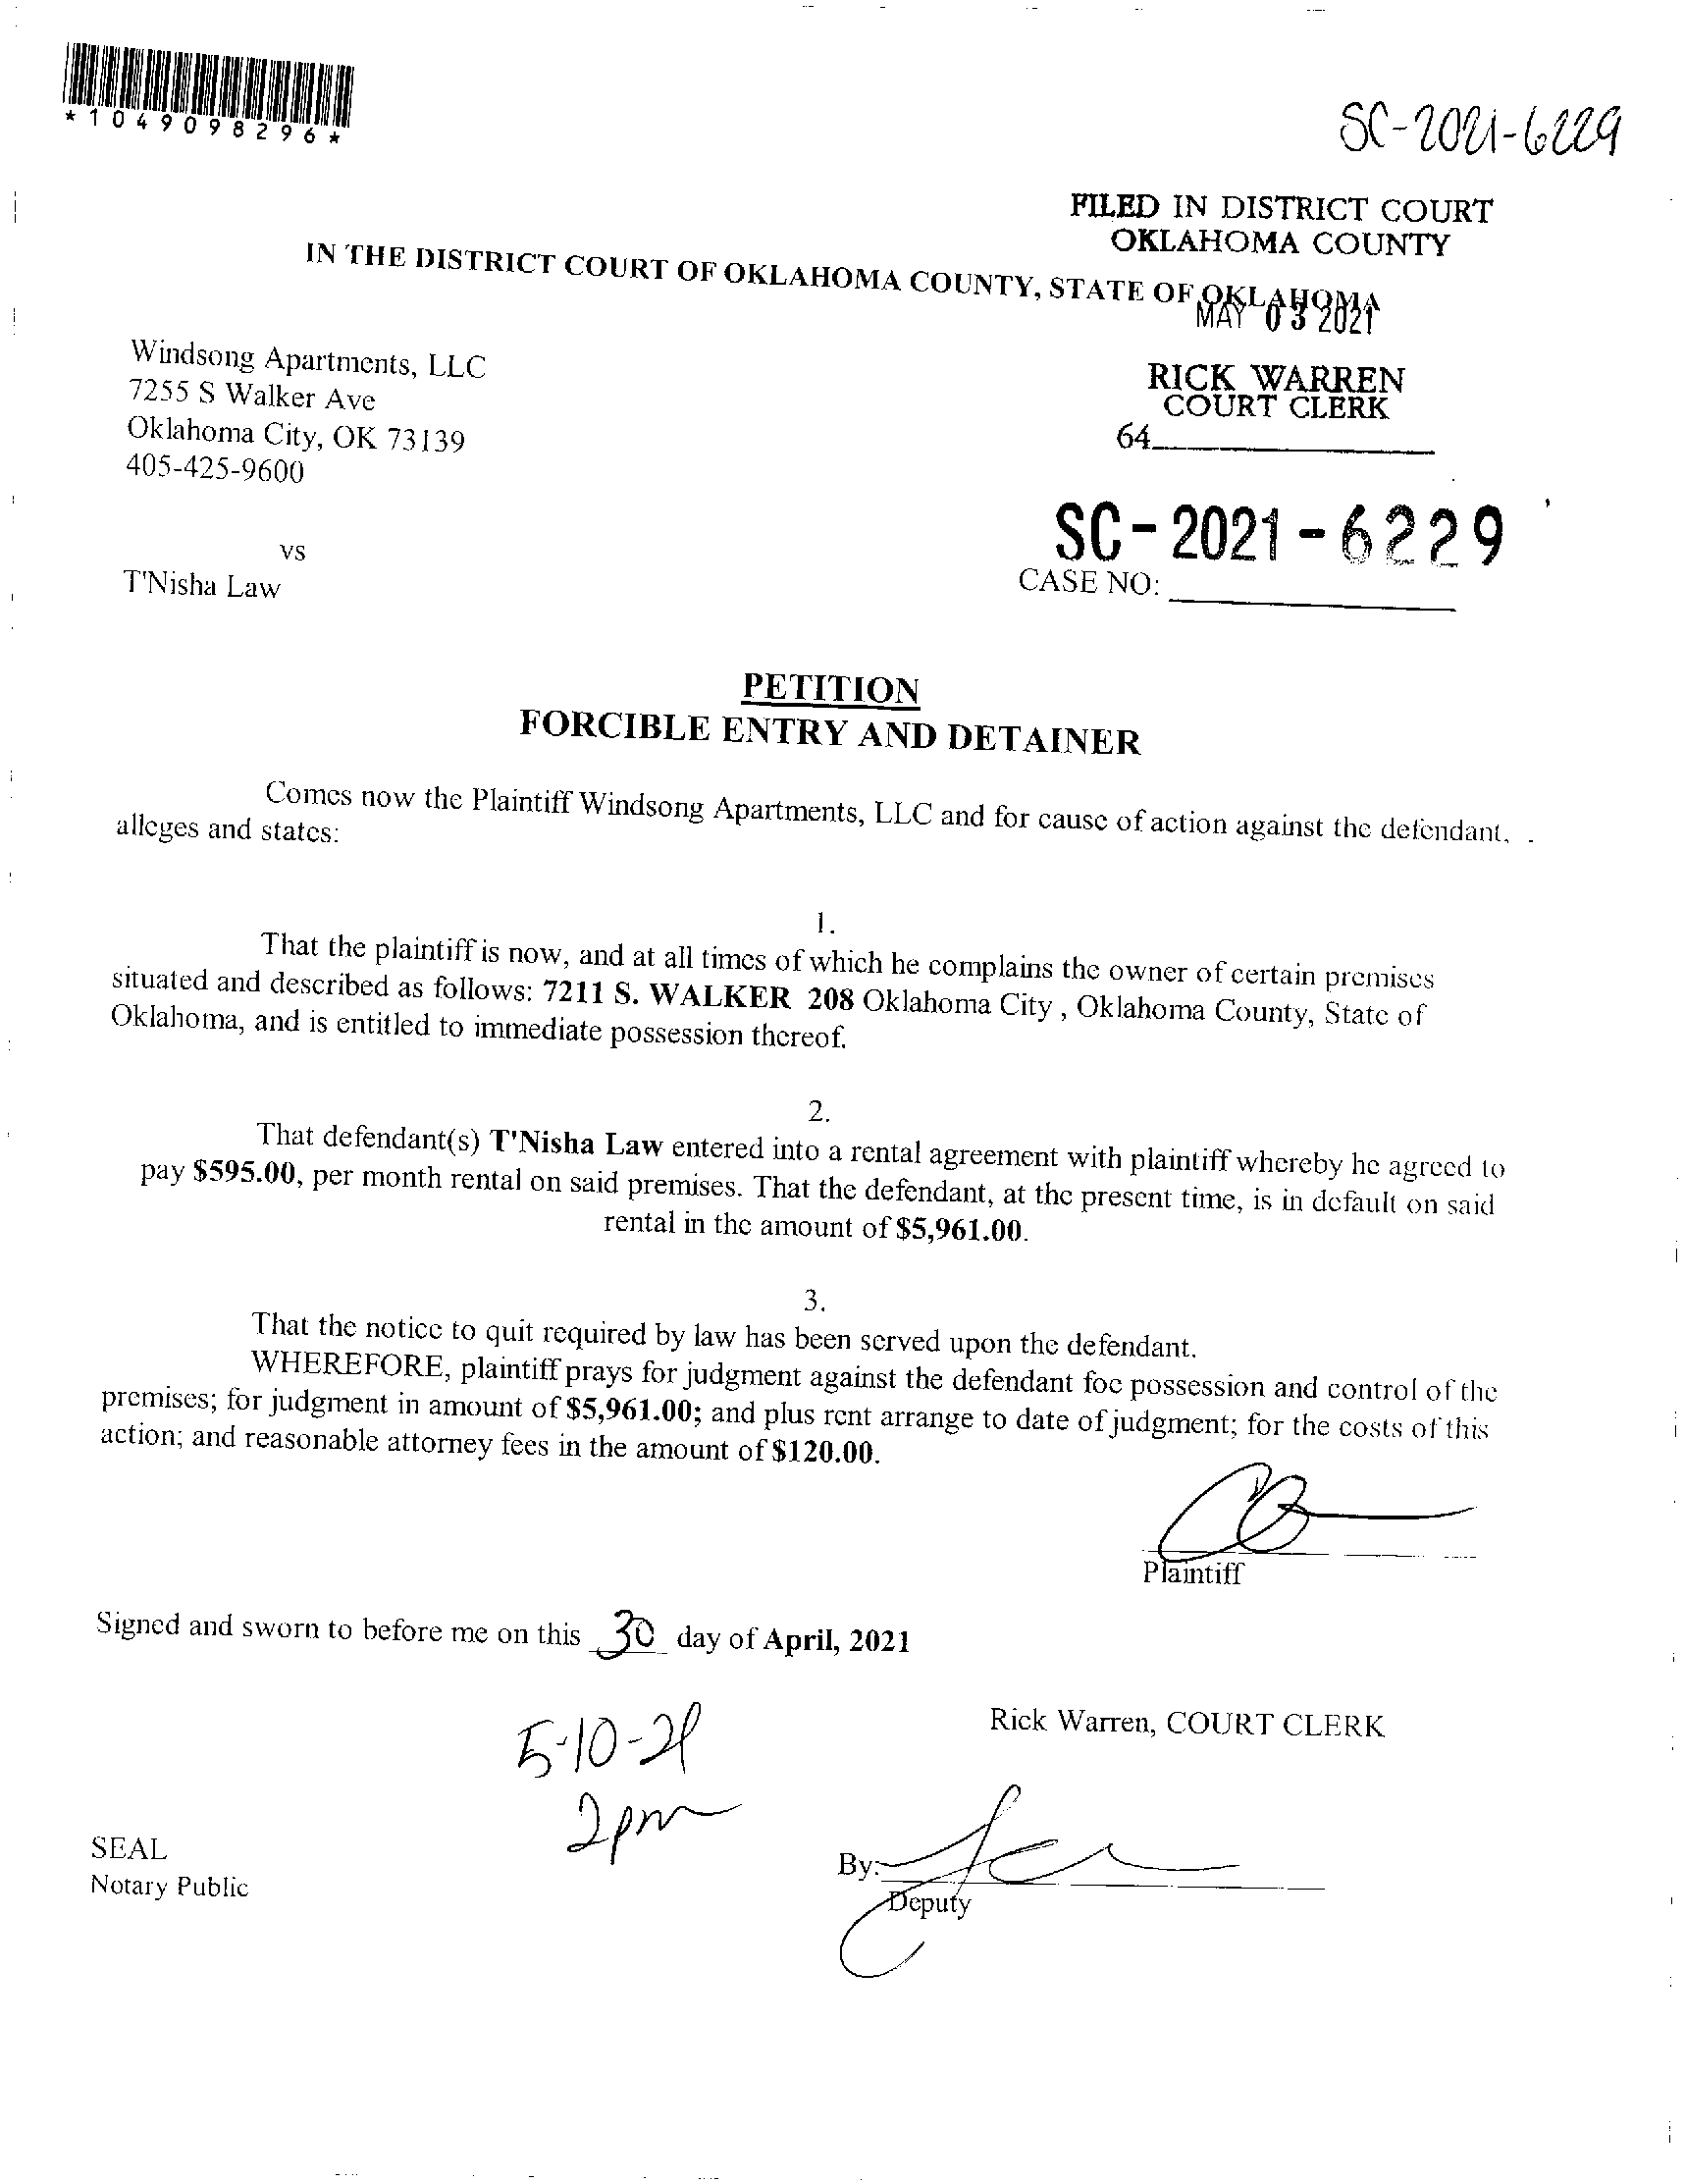 *1049098296*
SC-2021-6229
FILED IN DISTRICT COURT
OKLAHOMA COUNTY
IN THE DISTRICT COURT OF OKLAHOMA COUNTY, STATE OF OKLAHOMA
MAY 03 2021
Windsong Apartments, LLC
7255 S Walker Ave
Oklahoma City, OK 73139
405-425-9600
RICK WARREN
COURT CLERK
64
SC-2021-6229
vs
T'Nisha Law
CASE NO:
PETITION
FORCIBLE ENTRY AND DETAINER
Comes now the Plaintiff Windsong Apartments, LLC and for cause of action against the defendant,
alleges and states:
1.
That the plaintiff is now, and at all times of which he complains the owner of certain premises
situated and described as follows: 7211 S. WALKER 208 Oklahoma City , Oklahoma County, State of
Oklahoma, and is entitled to immediate possession thereof.
2.
That defendant(s) T'Nisha Law entered into a rental agreement with plaintiff whereby he agreed to
pay $595.00, per month rental on said premises. That the defendant, at the present time, is in default on said
rental in the amount of $5,961.00.
3.
That the notice to quit required by law has been served upon the defendant.
WHEREFORE, plaintiff prays for judgment against the defendant foe possession and control of the
premises; for judgment in amount of $5,961.00; and plus rent arrange to date of judgment; for the costs of this
action; and reasonable attorney fees in the amount of $120.00.
Plaintiff
Signed and sworn to before me on this 30 day of April, 2021
5-10-21
2pm
Rick Warren, COURT CLERK
SEAL
Notary Public
By:
Deputy